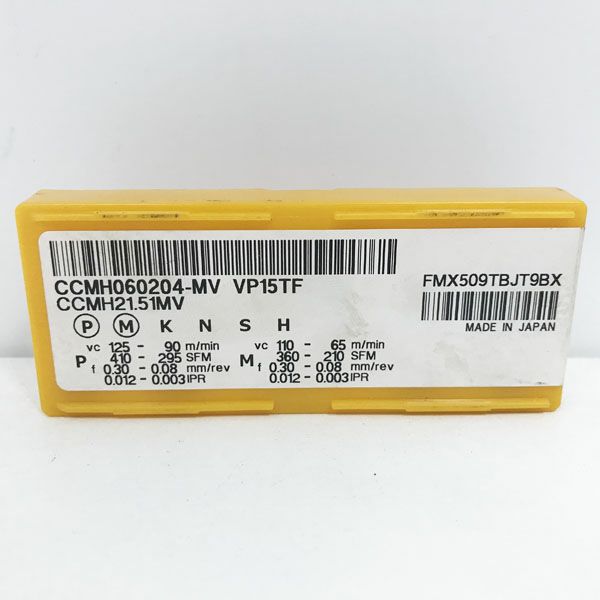 CCMH060204-MV VP15TF
CCMH21.51MV
FMX509TBJT9BX
MADE IN JAPAN
P M K N S H
P vc 125 - 90 m/min
410 - 295 SFM
f 0.30 - 0.08 mm/rev
0.012 - 0.003 IPR
M vc 110 - 65 m/min
360 - 210 SFM
f 0.30 - 0.08 mm/rev
0.012 - 0.003 IPR